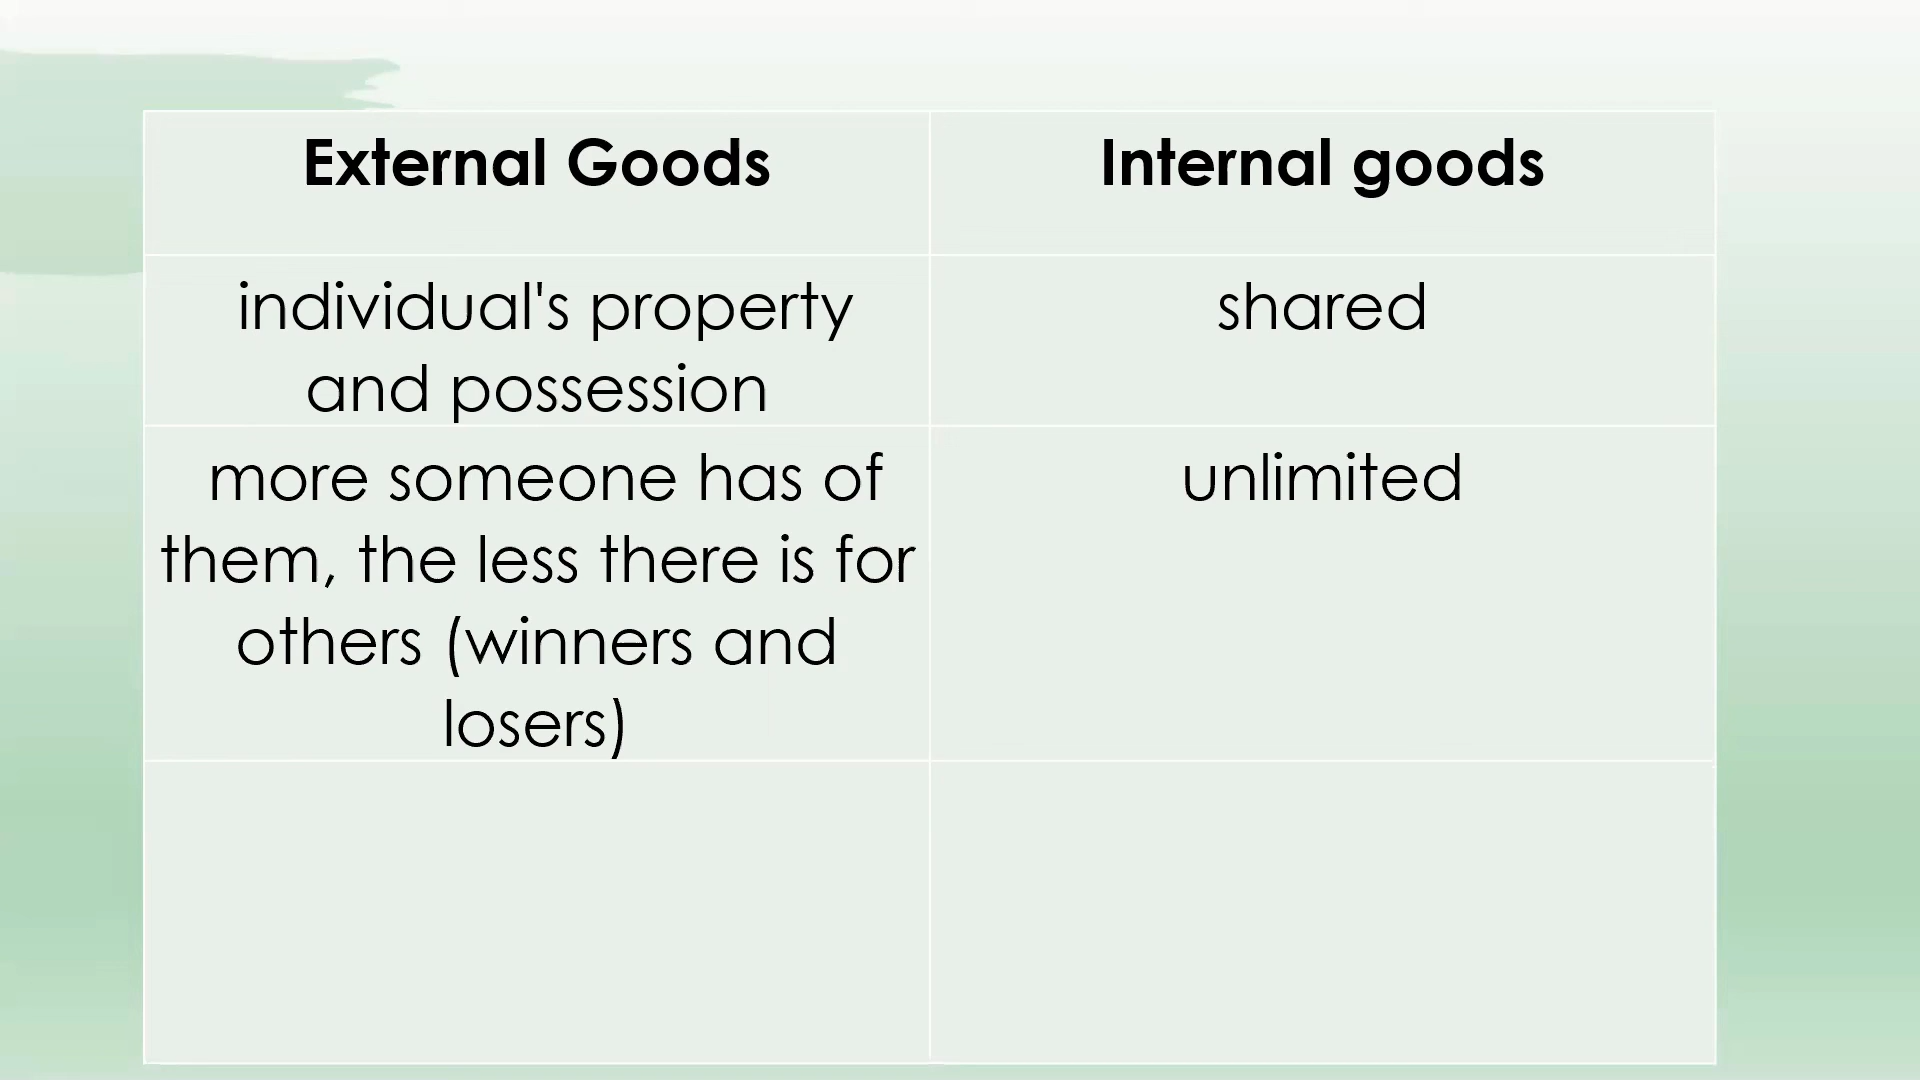 External Goods
Internal goods
individual's property
and possession
shared
more someone has of
them, the less there is for
others (winners and
losers)
unlimited